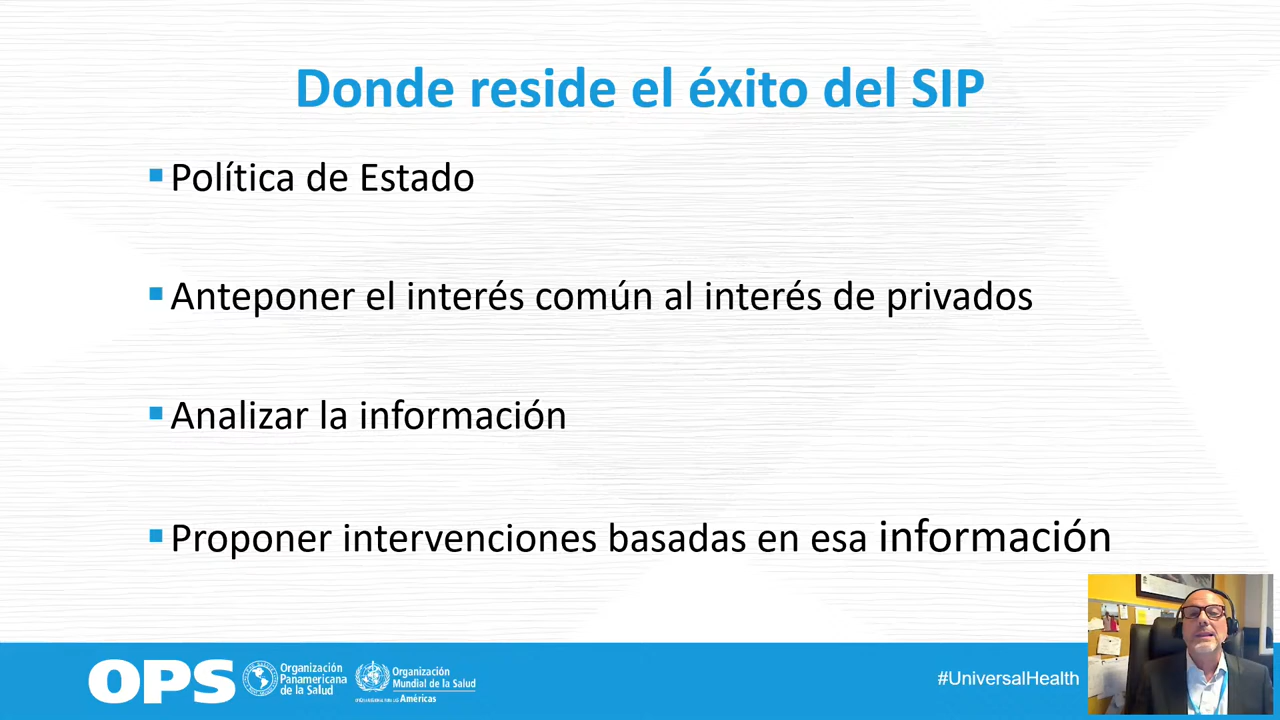 Donde reside el éxito del SIP
Política de Estado
Anteponer el interés común al interés de privados
Analizar la información
Proponer intervenciones basadas en esa información
OPS
Organización
Panamericana
de la Salud
Organización
Mundial de la Salud
Américas
#UniversalHealth